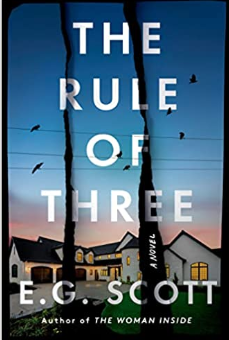 THE
RULE
OF
THREE
A NOVEL
E.G. SCOTT
Author of THE WOMAN INSIDE